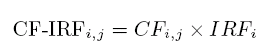 CF-IRF_{i,j} = CF_{i,j} × IRF_i